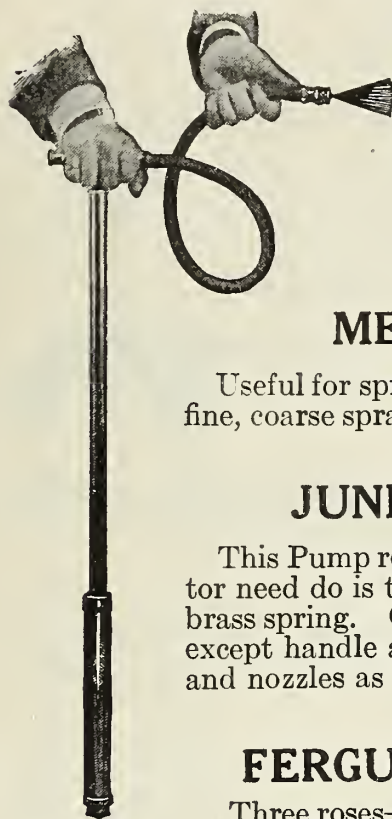 ME
Useful for spr
fine, coarse spra
JUN
This Pump re
tor need do is t
brass spring.
except handle a
and nozzles as
FERGU
Three roses-